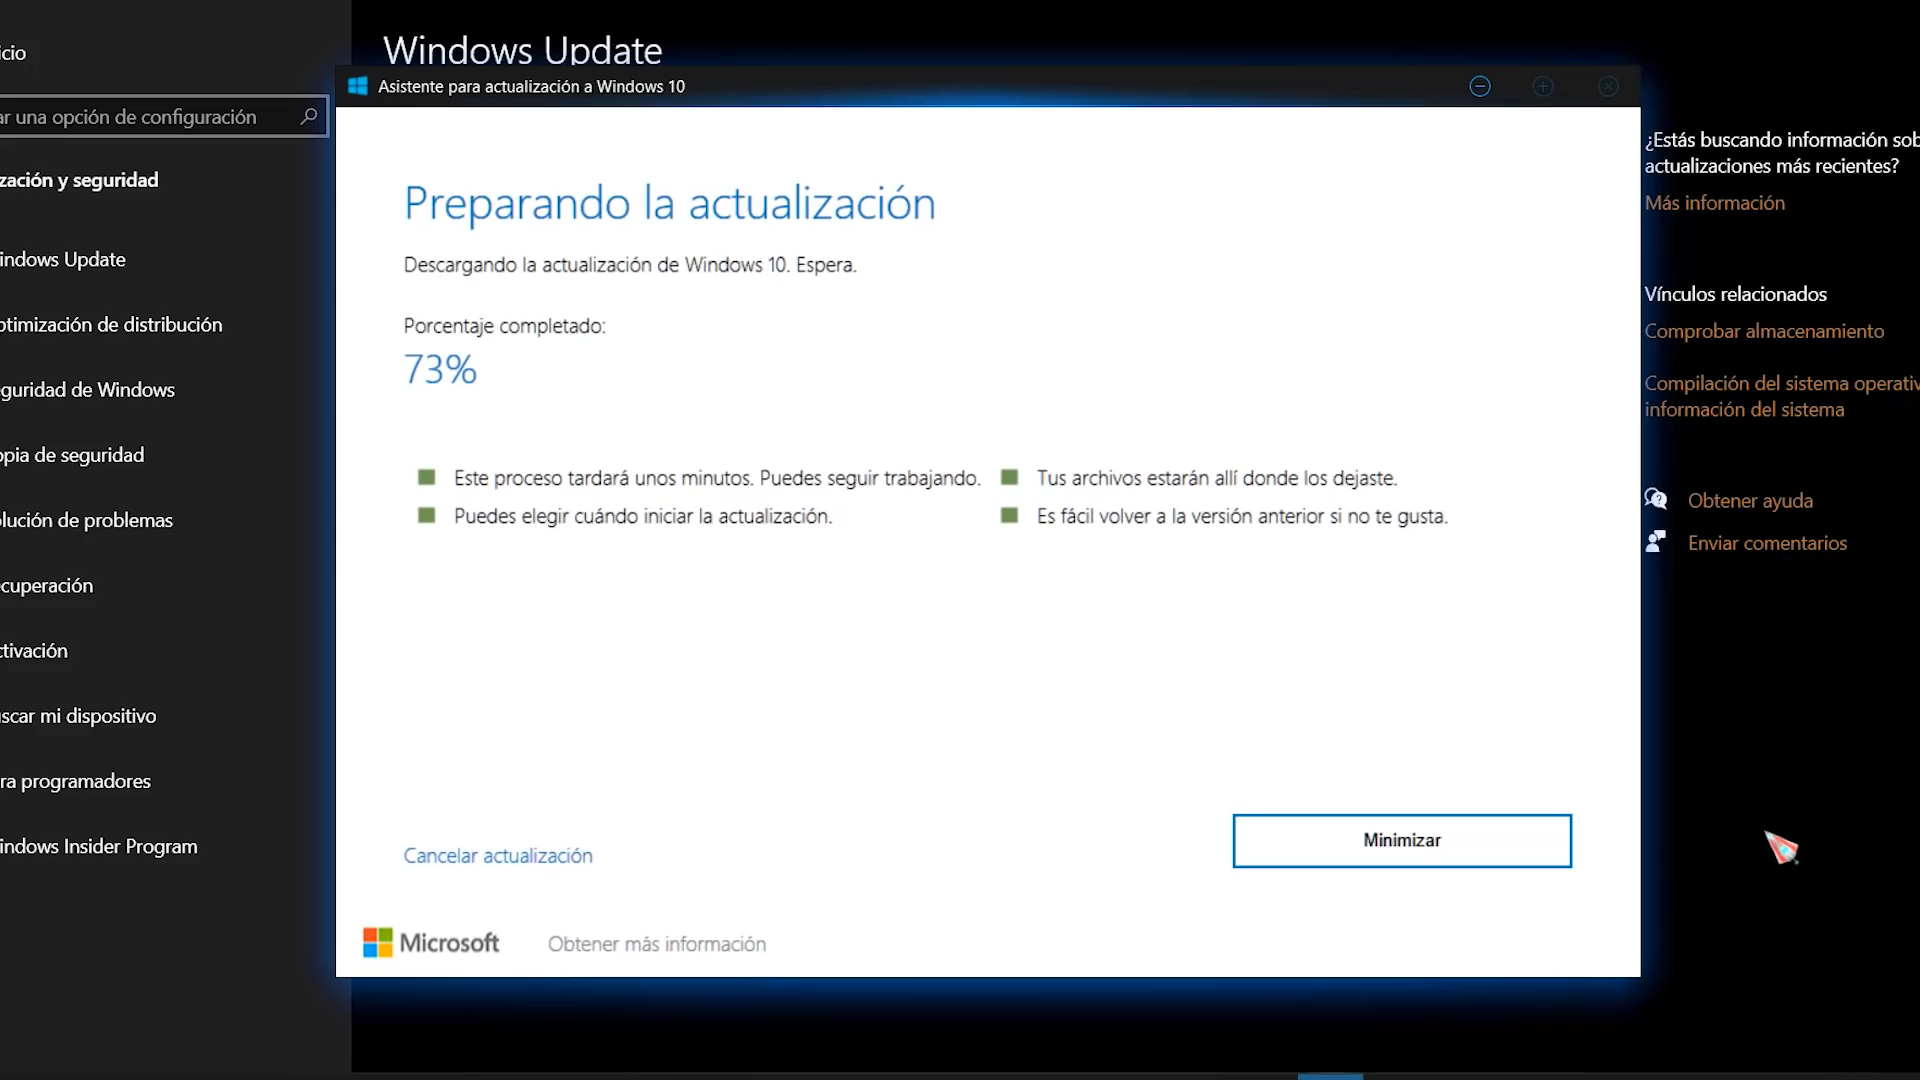 icio
ar una opción de configuración
zación y seguridad
indows Update
ptimización de distribución
eguridad de Windows
opia de seguridad
lución de problemas
ecuperación
ctivación
uscar mi dispositivo
ra programadores
indows Insider Program
Windows Update
Asistente para actualización a Windows 10
Preparando la actualización
Descargando la actualización de Windows 10. Espera.
Porcentaje completado:
73%
Este proceso tardará unos minutos. Puedes seguir trabajando.
Puedes elegir cuándo iniciar la actualización.
Tus archivos estarán allí donde los dejaste.
Es fácil volver a la versión anterior si no te gusta.
Cancelar actualización
Minimizar
Microsoft
Obtener más información
¿Estás buscando información sob
actualizaciones más recientes?
Más información
Vínculos relacionados
Comprobar almacenamiento
Compilación del sistema operativ
información del sistema
Obtener ayuda
Enviar comentarios